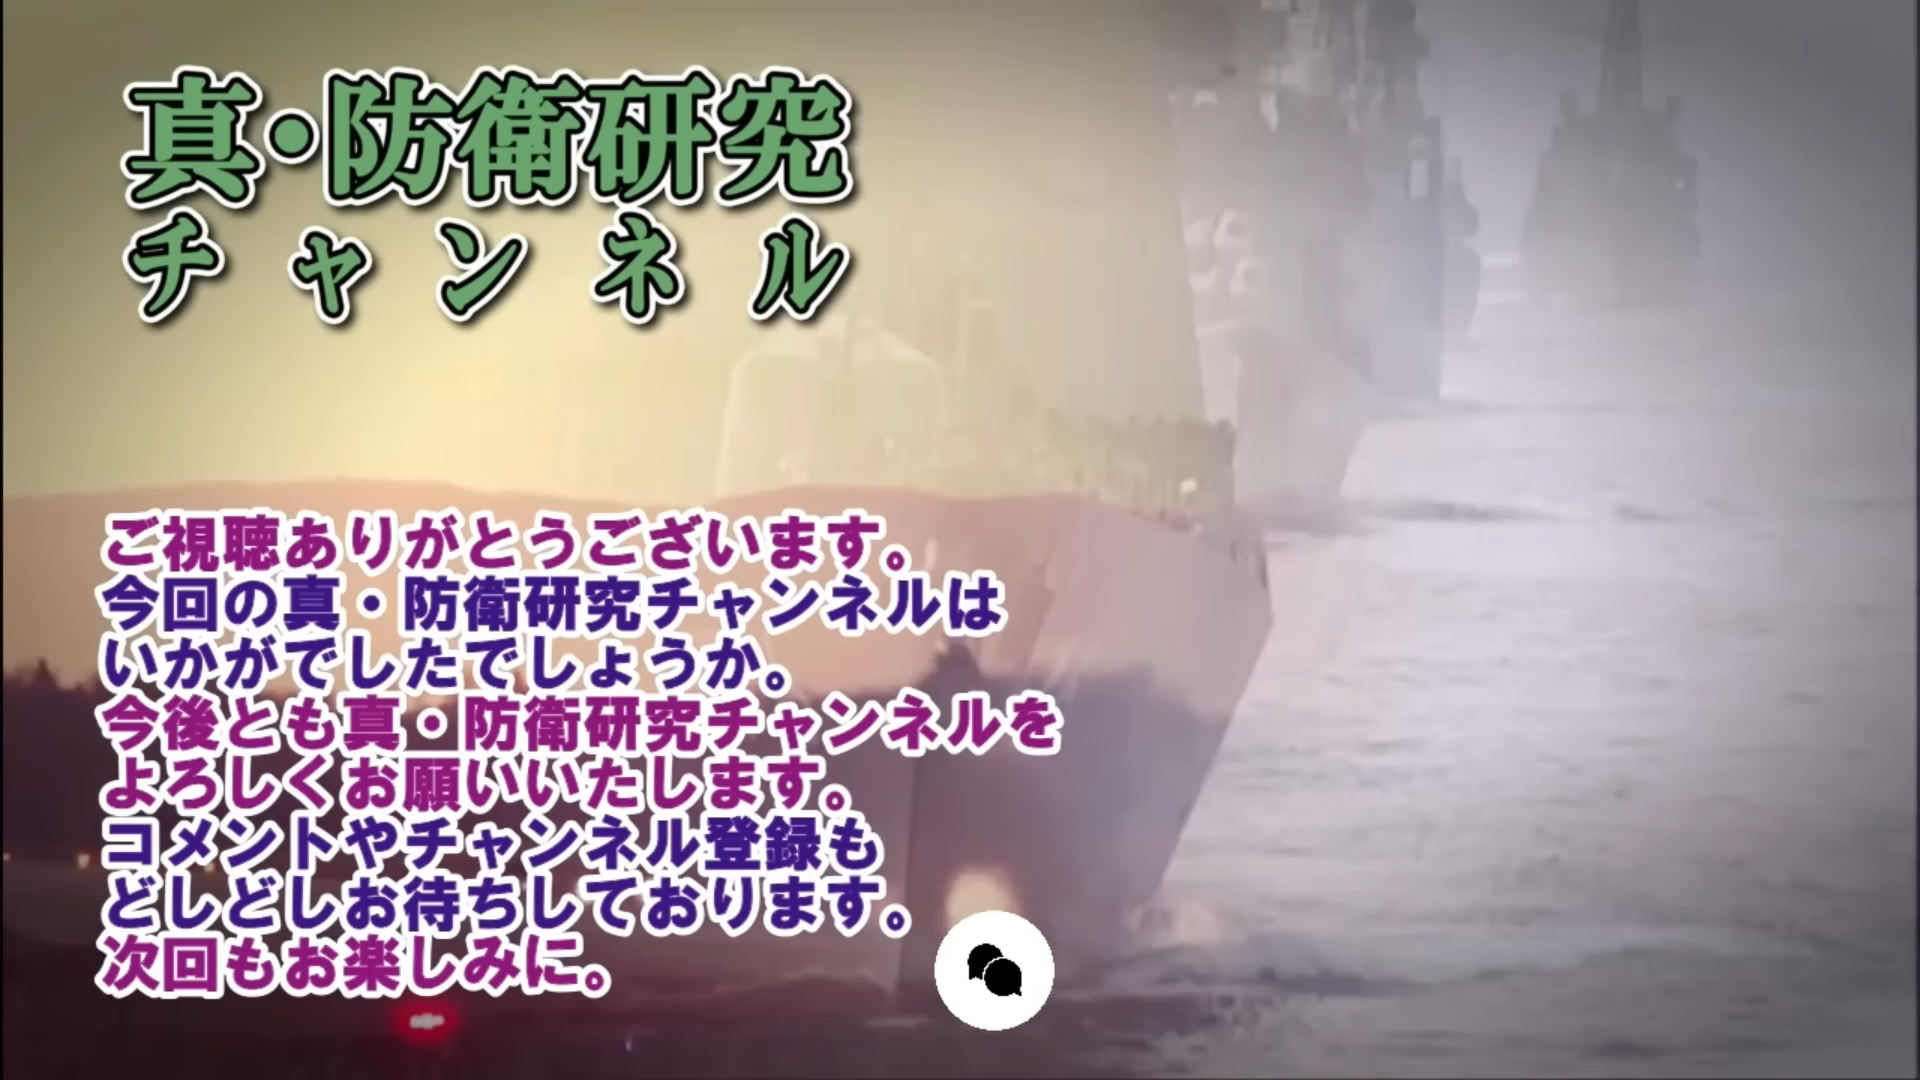 真・防衛研究
チャンネル
ご視聴ありがとうございます。
今回の真・防衛研究チャンネルは
いかがでしたでしょうか。
今後とも真・防衛研究チャンネルを
よろしくお願いいたします。
コメントやチャンネル登録も
どしどしお待ちしております。
次回もお楽しみに。